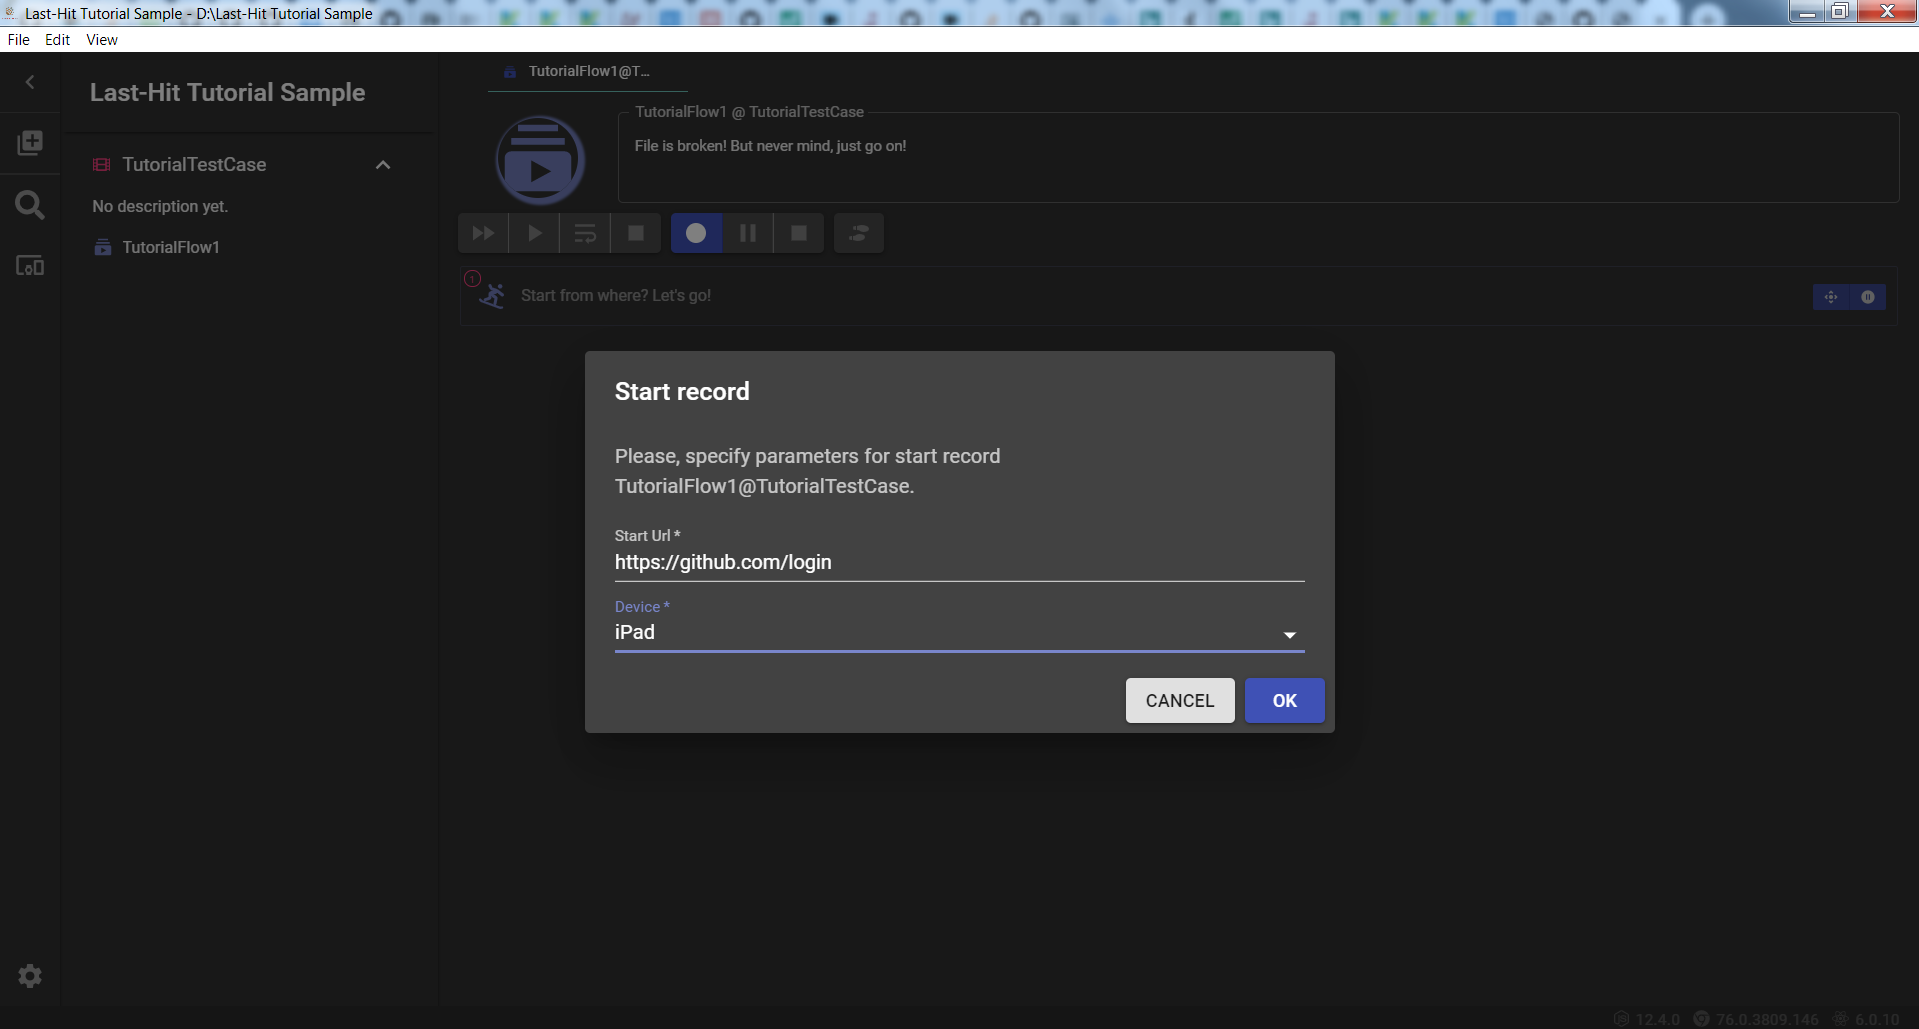 Last-Hit Tutorial Sample - D:\Last-Hit Tutorial Sample
File Edit View
Last-Hit Tutorial Sample
TutorialTestCase
No description yet.
TutorialFlow1
TutorialFlow1@T...
TutorialFlow1 @ TutorialTestCase
File is broken! But never mind, just go on!
1
Start from where? Let's go!
Start record
Please, specify parameters for start record
TutorialFlow1@TutorialTestCase.
Start Url *
https://github.com/login
Device *
iPad
CANCEL OK
12.4.0 76.0.3809.146 6.0.10